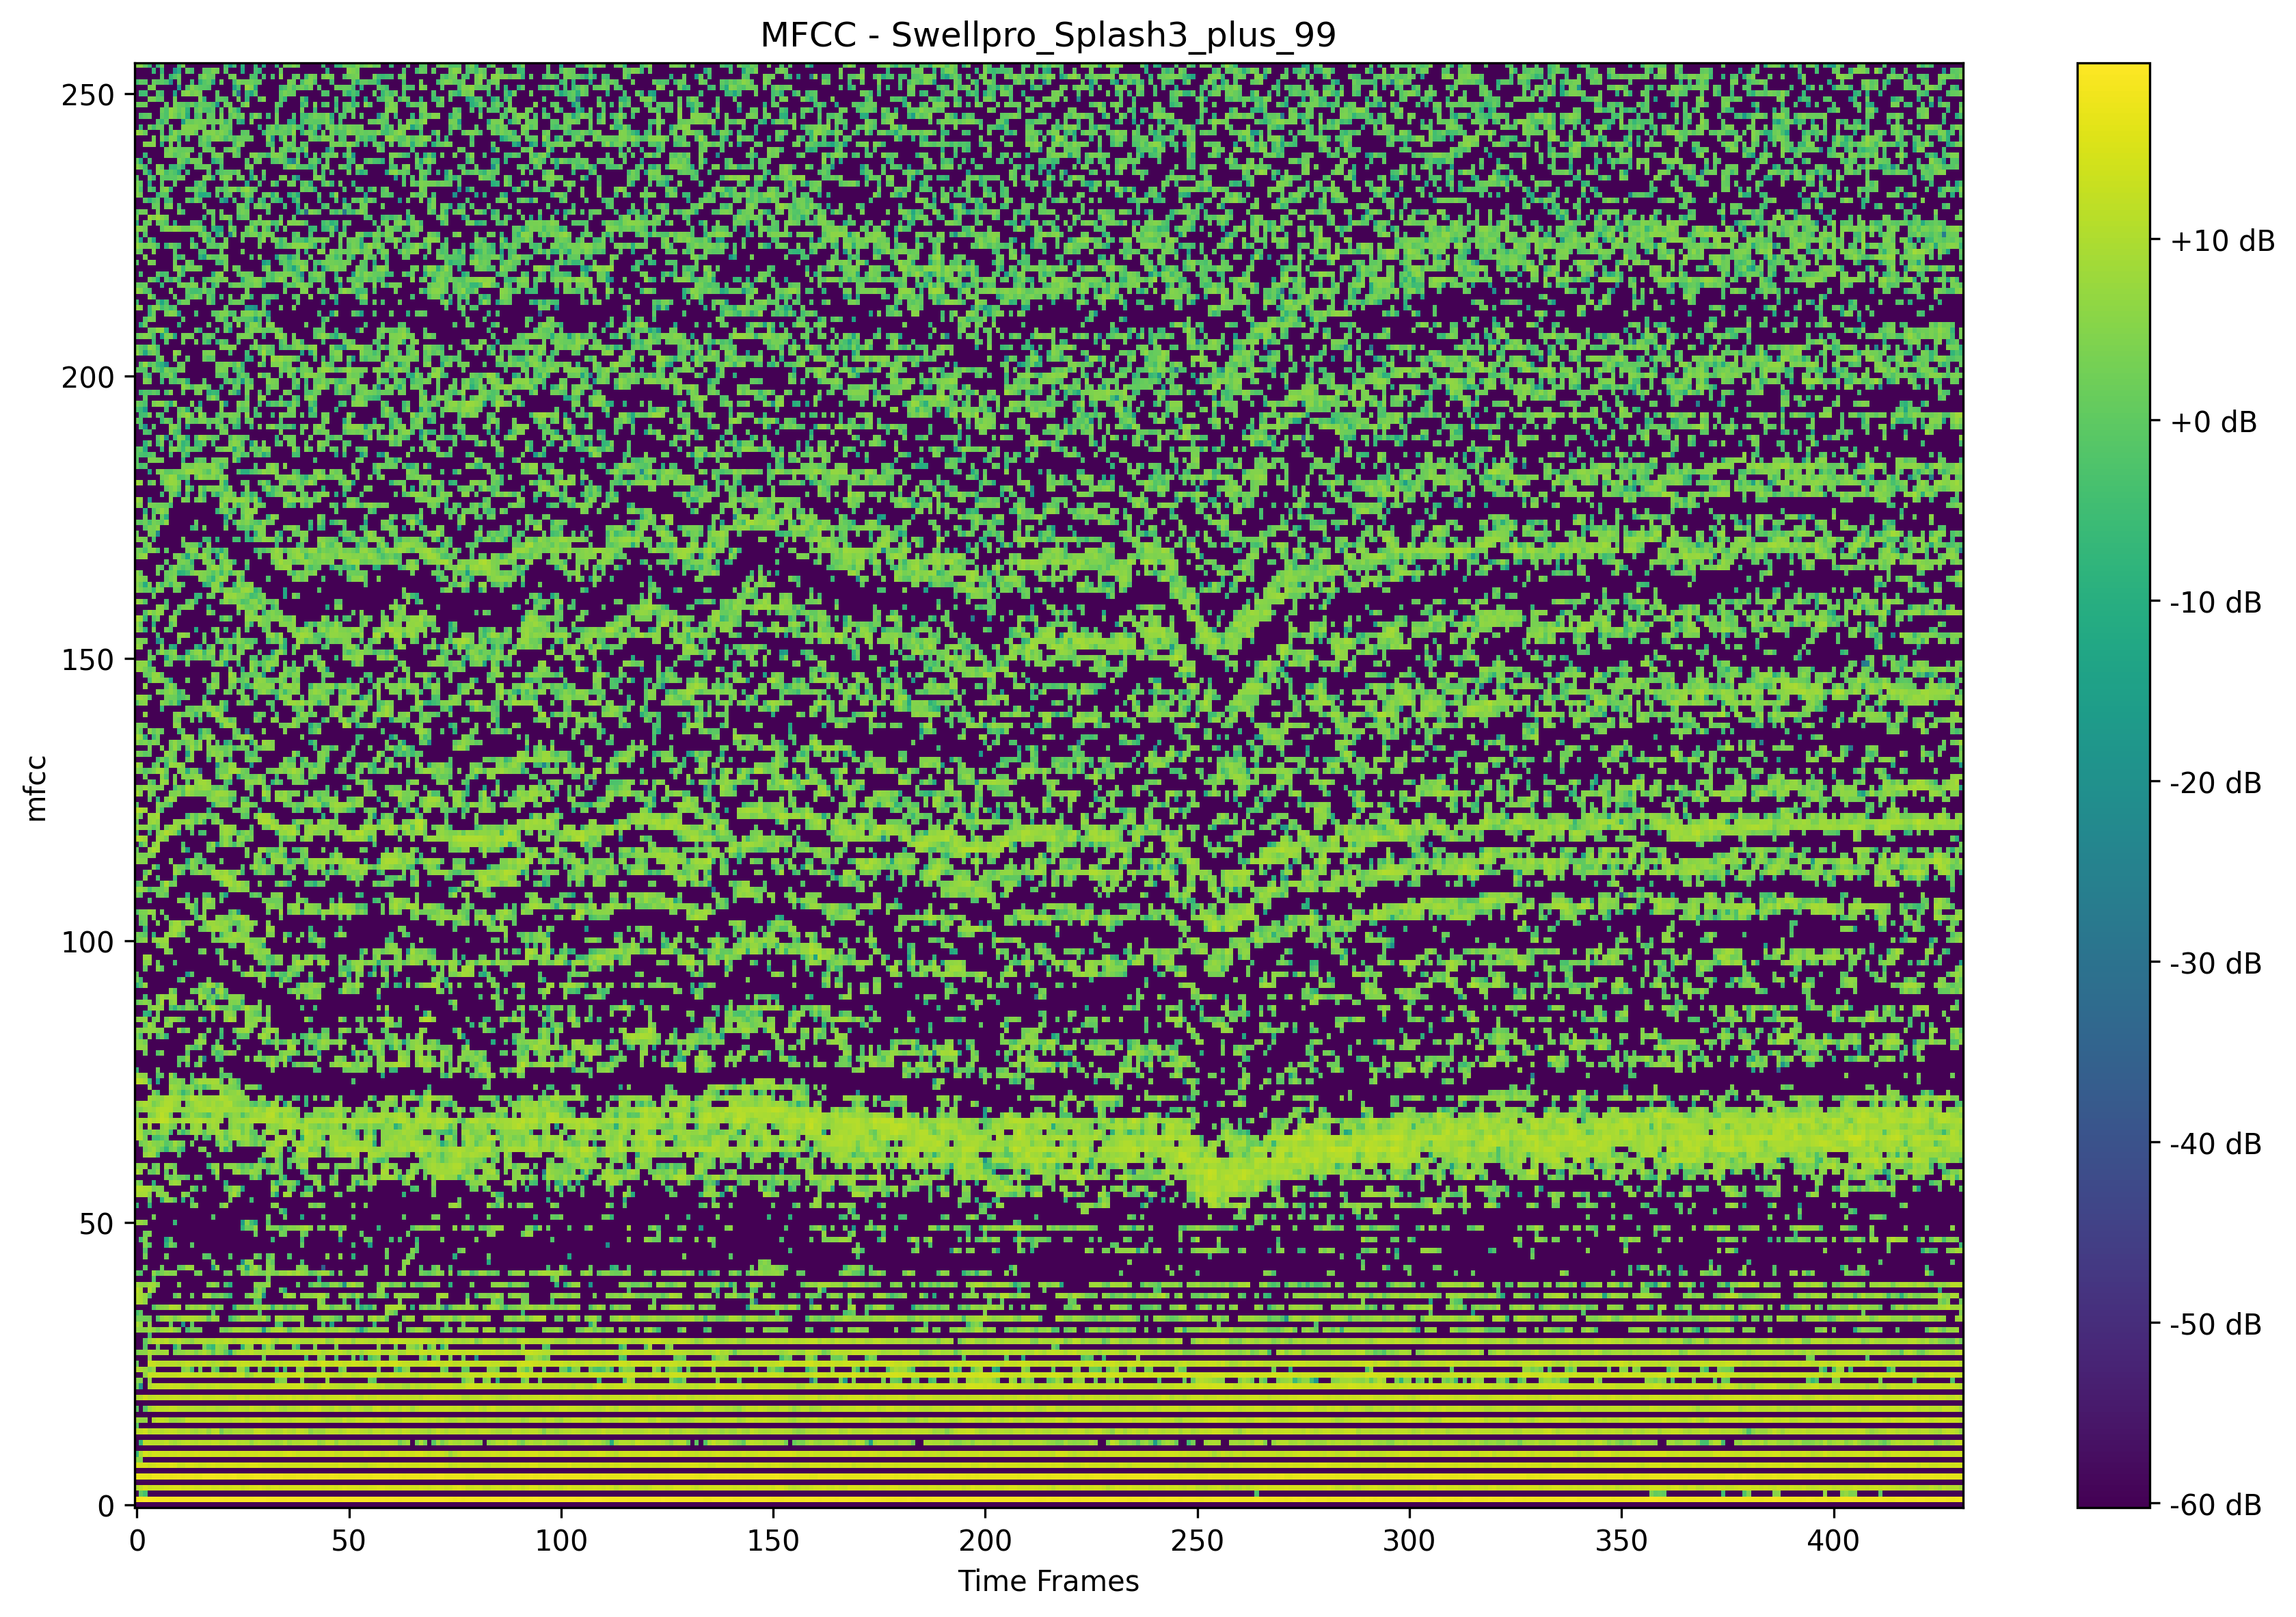 MFCC - Swellpro_Splash3_plus_99
250
200
150
100
50
0
mfcc
0 50 100 150 200 250 300 350 400
Time Frames
+10 dB
+0 dB
-10 dB
-20 dB
-30 dB
-40 dB
-50 dB
-60 dB